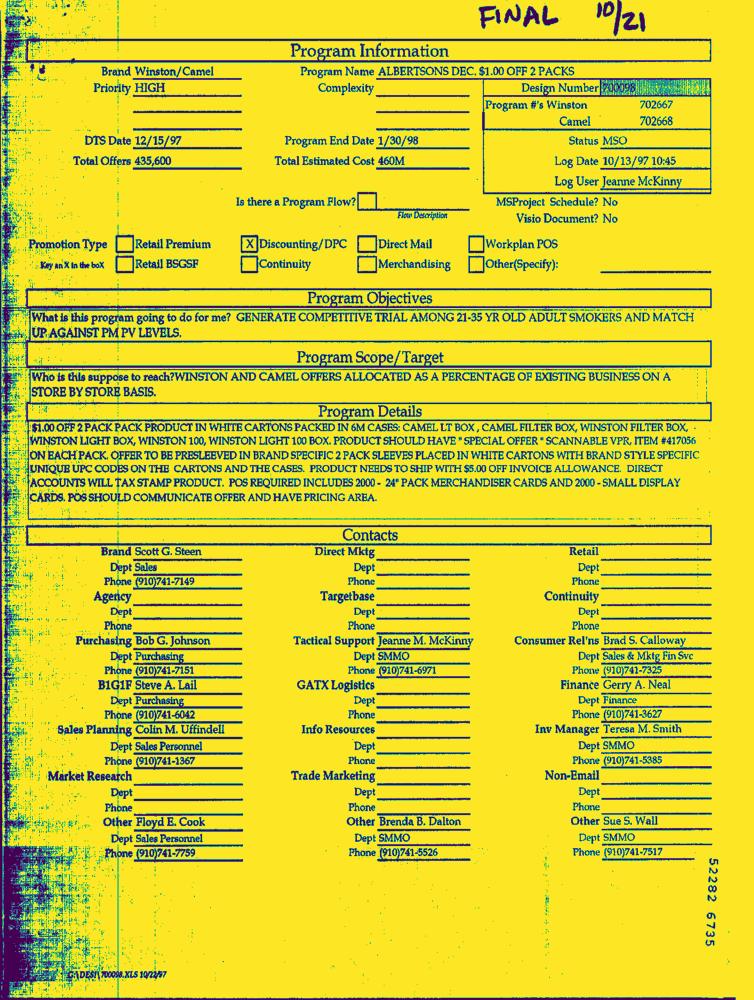 FINAL 10/21
Program Information
Brand Winston/Camel
Program Name ALBERTSONS DEC. $1.00 OFF 2 PACKS
Priority HIGH
Complexity
Design Number 700098
Program #'s Winston 702667
Camel 702668
DTS Date 12/15/97
Program End Date 1/30/98
Status MSO
Total Offers 435,600
Total Estimated Cost 460M
Log Date 10/13/97 10:45
Log User Jeanne McKinny
Is there a Program Flow?
Flow Description
MSProject Schedule? No
Visio Document? No
Promotion Type Retail Premium X Discounting/DPC Direct Mail Workplan POS
Key an X in the boX Retail BSGSF Continuity Merchandising Other(Specify):
Program Objectives
What is this program going to do for me? GENERATE COMPETITIVE TRIAL AMONG 21-35 YR OLD ADULT SMOKERS AND MATCH
UP AGAINST PM PV LEVELS.
Program Scope/Target
Who is this suppose to reach?WINSTON AND CAMEL OFFERS ALLOCATED AS A PERCENTAGE OF EXISTING BUSINESS ON A
STORE BY STORE BASIS.
Program Details
$1.00 OFF 2 PACK PACK PRODUCT IN WHITE CARTONS PACKED IN 6M CASES: CAMEL LT BOX , CAMEL FILTER BOX, WINSTON FILTER BOX,
WINSTON LIGHT BOX, WINSTON 100, WINSTON LIGHT 100 BOX. PRODUCT SHOULD HAVE " SPECIAL OFFER " SCANNABLE VPR, ITEM #417056
ON EACH PACK. OFFER TO BE PRESLEEVED IN BRAND SPECIFIC 2 PACK SLEEVES PLACED IN WHITE CARTONS WITH BRAND STYLE SPECIFIC
UNIQUE UPC CODES ON THE CARTONS AND THE CASES. PRODUCT NEEDS TO SHIP WITH $5.00 OFF INVOICE ALLOWANCE. DIRECT
ACCOUNTS WILL TAX STAMP PRODUCT. POS REQUIRED INCLUDES 2000 - 24" PACK MERCHANDISER CARDS AND 2000 - SMALL DISPLAY
CARDS. POS SHOULD COMMUNICATE OFFER AND HAVE PRICING AREA.
Contacts
Brand Scott G. Steen Direct Mktg Retail
Dept Sales Dept Dept
Phone (910)741-7149 Phone Phone
Agency Targetbase Continuity
Dept Dept Dept
Phone Phone Phone
Purchasing Bob G. Johnson Tactical Support Jeanne M. McKinny Consumer Rel'ns Brad S. Calloway
Dept Purchasing Dept SMMO Dept Sales & Mktg Fin Svc
Phone (910)741-7151 Phone (910)741-6971 Phone (910)741-7325
B1G1F Steve A. Lail GATX Logistics Finance Gerry A. Neal
Dept Purchasing Dept Dept Finance
Phone (910)741-6042 Phone Phone (910)741-3627
Sales Planning Colin M. Uffindell Info Resources Inv Manager Teresa M. Smith
Dept Sales Personnel Dept Dept SMMO
Phone (910)741-1367 Phone Phone (910)741-5385
Market Research Trade Marketing Non-Email
Dept Dept Dept
Phone Phone Phone
Other Floyd E. Cook Other Brenda B. Dalton Other Sue S. Wall
Dept Sales Personnel Dept SMMO Dept SMMO
Phone (910)741-7759 Phone (910)741-5526 Phone (910)741-7517
52282 6735
G:\DESI\700098.XLS 10/22/97